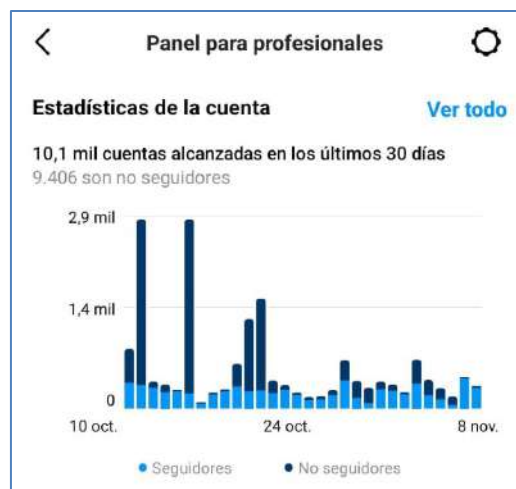 Panel para profesionales
Estadísticas de la cuenta Ver todo
10,1 mil cuentas alcanzadas en los últimos 30 días
9.406 son no seguidores
2,9 mil
1,4 mil
0
10 oct. 24 oct. 8 nov.
Seguidores No seguidores